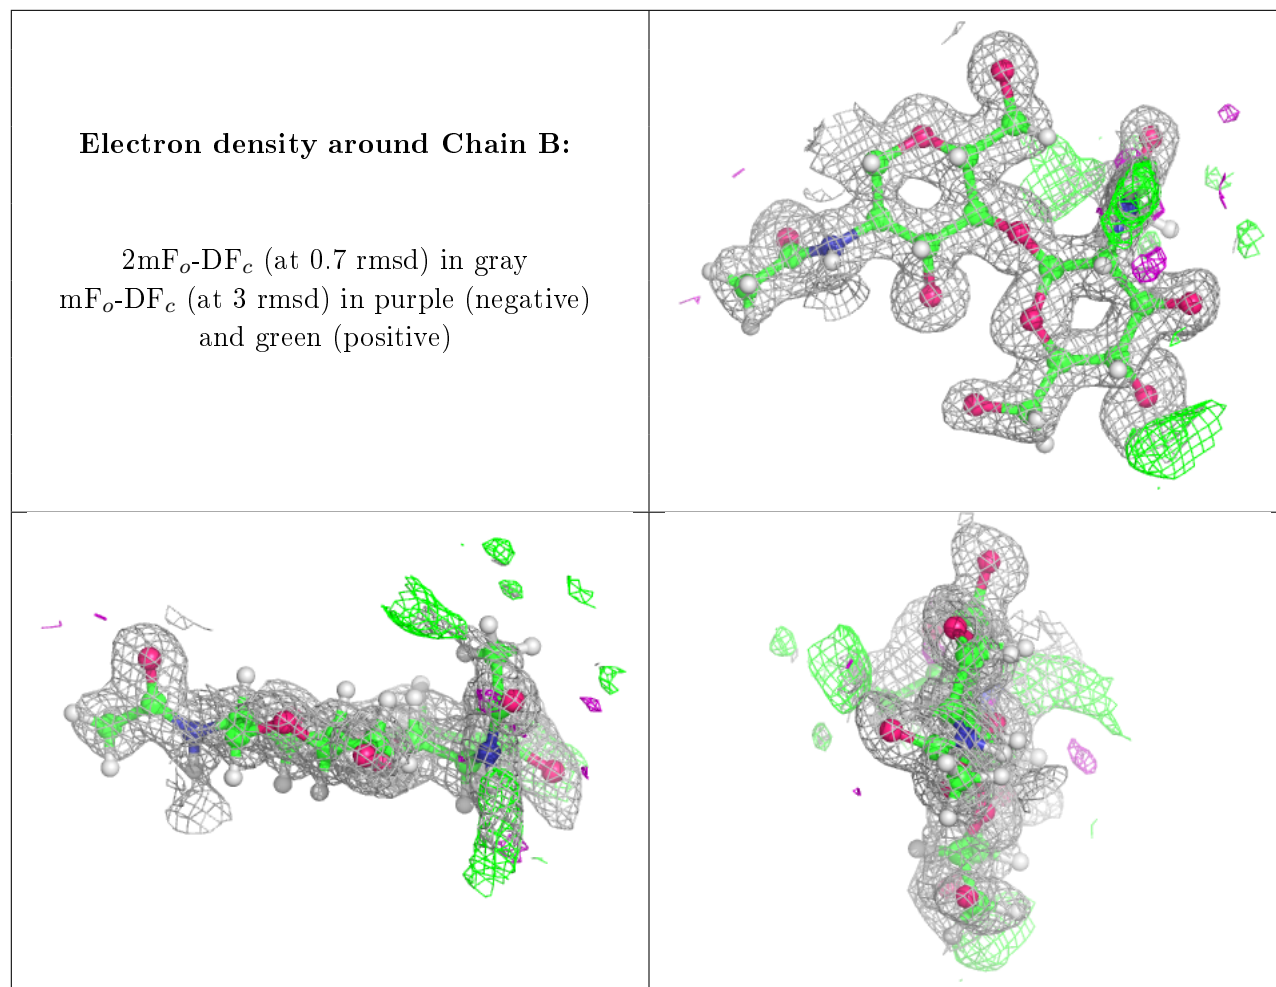 Electron density around Chain B:
2mFₒ-DF𝒸 (at 0.7 rmsd) in gray
mFₒ-DF𝒸 (at 3 rmsd) in purple (negative)
and green (positive)